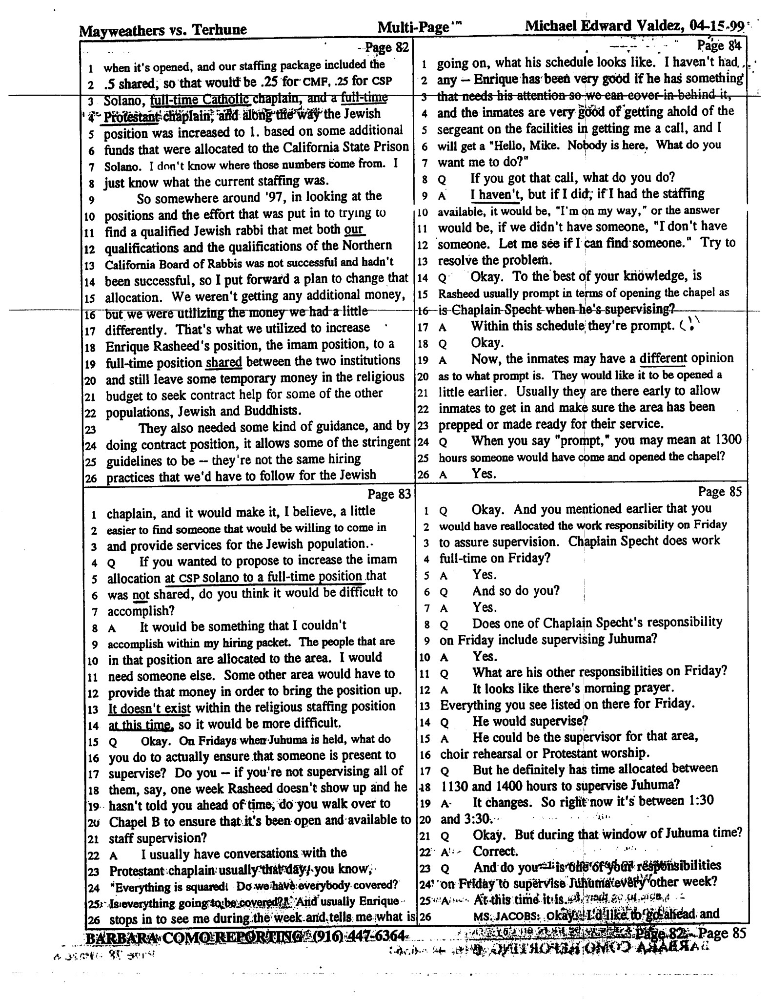 Mayweathers vs. Terhune
Multi-Page™
Michael Edward Valdez, 04-15-99
Page 82
1 when it's opened, and our staffing package included the
2 .5 shared, so that would be .25 for CMF, .25 for CSP
3 Solano, full-time Catholic chaplain, and a full-time
4 Protestant chaplain, and along the way the Jewish
5 position was increased to 1. based on some additional
6 funds that were allocated to the California State Prison
7 Solano. I don't know where those numbers come from. I
8 just know what the current staffing was.
9 So somewhere around '97, in looking at the
10 positions and the effort that was put in to trying to
11 find a qualified Jewish rabbi that met both our
12 qualifications and the qualifications of the Northern
13 California Board of Rabbis was not successful and hadn't
14 been successful, so I put forward a plan to change that
15 allocation. We weren't getting any additional money,
16 but we were utilizing the money we had a little
17 differently. That's what we utilized to increase
18 Enrique Rasheed's position, the imam position, to a
19 full-time position shared between the two institutions
20 and still leave some temporary money in the religious
21 budget to seek contract help for some of the other
22 populations, Jewish and Buddhists.
23 They also needed some kind of guidance, and by
24 doing contract position, it allows some of the stringent
25 guidelines to be -- they're not the same hiring
26 practices that we'd have to follow for the Jewish
Page 83
1 chaplain, and it would make it, I believe, a little
2 easier to find someone that would be willing to come in
3 and provide services for the Jewish population.
4 Q If you wanted to propose to increase the imam
5 allocation at CSP Solano to a full-time position that
6 was not shared, do you think it would be difficult to
7 accomplish?
8 A It would be something that I couldn't
9 accomplish within my hiring packet. The people that are
10 in that position are allocated to the area. I would
11 need someone else. Some other area would have to
12 provide that money in order to bring the position up.
13 It doesn't exist within the religious staffing position
14 at this time, so it would be more difficult.
15 Q Okay. On Fridays when Juhuma is held, what do
16 you do to actually ensure that someone is present to
17 supervise? Do you -- if you're not supervising all of
18 them, say, one week Rasheed doesn't show up and he
19 hasn't told you ahead of time, do you walk over to
20 Chapel B to ensure that it's been open and available to
21 staff supervision?
22 A I usually have conversations with the
23 Protestant chaplain usually that day, you know,
24 "Everything is squared. Do we have everybody covered?
25 Is everything going to be covered?" And usually Enrique
26 stops in to see me during the week and tells me what is
Page 84
1 going on, what his schedule looks like. I haven't had
2 any -- Enrique has been very good if he has something
3 that needs his attention so we can cover in behind it,
4 and the inmates are very good of getting ahold of the
5 sergeant on the facilities in getting me a call, and I
6 will get a "Hello, Mike. Nobody is here. What do you
7 want me to do?"
8 Q If you got that call, what do you do?
9 A I haven't, but if I did, if I had the staffing
10 available, it would be, "I'm on my way," or the answer
11 would be, if we didn't have someone, "I don't have
12 someone. Let me see if I can find someone." Try to
13 resolve the problem.
14 Q Okay. To the best of your knowledge, is
15 Rasheed usually prompt in terms of opening the chapel as
16 is Chaplain Specht when he's supervising?
17 A Within this schedule they're prompt.
18 Q Okay.
19 A Now, the inmates may have a different opinion
20 as to what prompt is. They would like it to be opened a
21 little earlier. Usually they are there early to allow
22 inmates to get in and make sure the area has been
23 prepped or made ready for their service.
24 Q When you say "prompt," you may mean at 1300
25 hours someone would have come and opened the chapel?
26 A Yes.
Page 85
1 Q Okay. And you mentioned earlier that you
2 would have reallocated the work responsibility on Friday
3 to assure supervision. Chaplain Specht does work
4 full-time on Friday?
5 A Yes.
6 Q And so do you?
7 A Yes.
8 Q Does one of Chaplain Specht's responsibility
9 on Friday include supervising Juhuma?
10 A Yes.
11 Q What are his other responsibilities on Friday?
12 A It looks like there's morning prayer.
13 Everything you see listed on there for Friday.
14 Q He would supervise?
15 A He could be the supervisor for that area,
16 choir rehearsal or Protestant worship.
17 Q But he definitely has time allocated between
18 1130 and 1400 hours to supervise Juhuma?
19 A It changes. So right now it's between 1:30
20 and 3:30.
21 Q Okay. But during that window of Juhuma time?
22 A Correct.
23 Q And do you -- is one of your responsibilities
24 on Friday to supervise Juhuma every other week?
25 A At this time it is.
26 MS. JACOBS: Okay. I'd like to go ahead and
BARBARA COMO REPORTING (916) 447-6364
Page 82 - Page 85